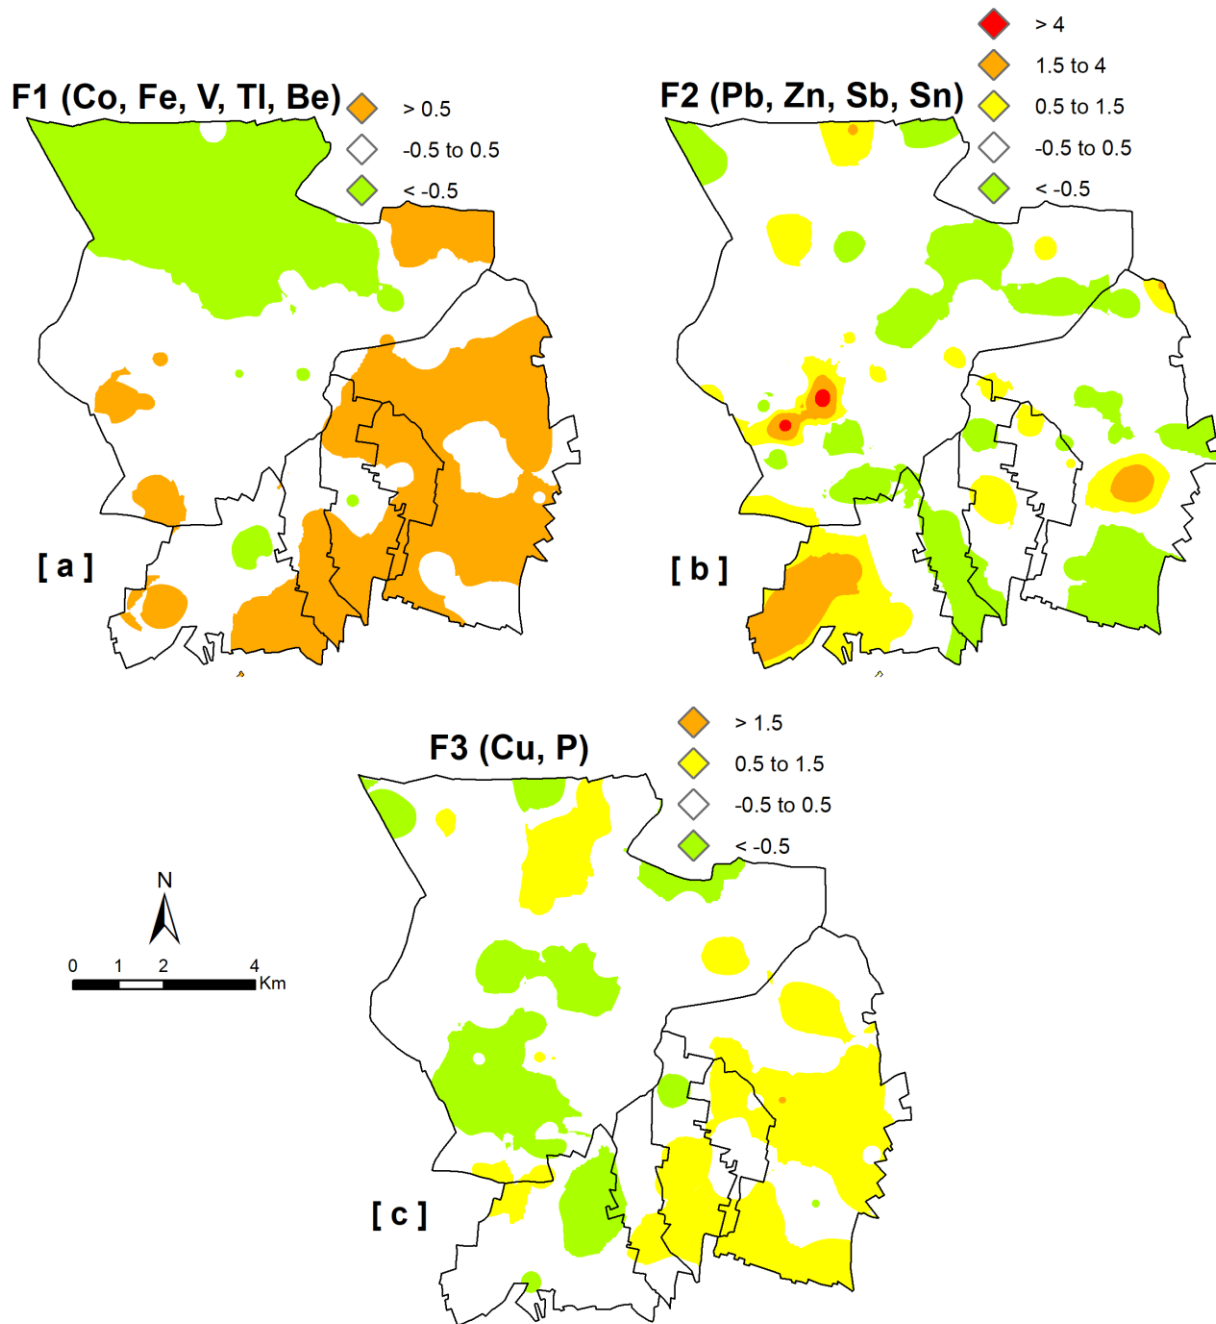 F1 (Co, Fe, V, Tl, Be)
> 0.5
-0.5 to 0.5
< -0.5
[ a ]
F2 (Pb, Zn, Sb, Sn)
> 4
1.5 to 4
0.5 to 1.5
-0.5 to 0.5
< -0.5
[ b ]
F3 (Cu, P)
> 1.5
0.5 to 1.5
-0.5 to 0.5
< -0.5
[ c ]
N
0 1 2 4
Km